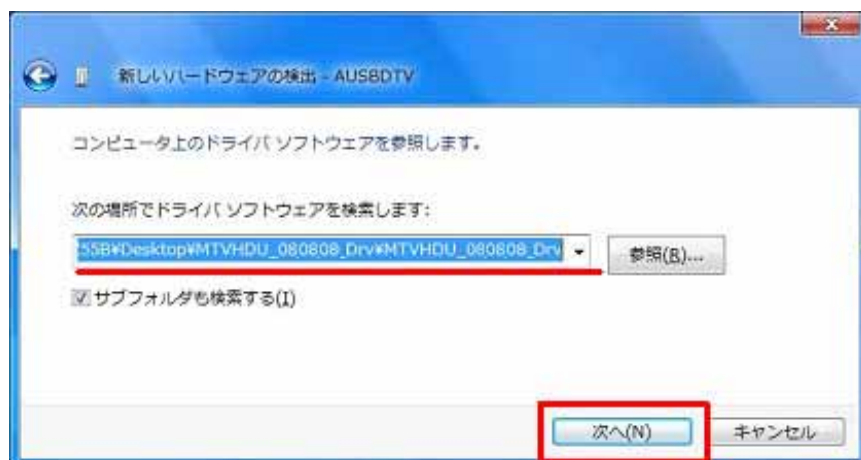 新しいハードウェアの検出 - AUSBDTV
コンピュータ上のドライバ ソフトウェアを参照します。
次の場所でドライバ ソフトウェアを検索します:
:55B¥Desktop¥MTVHDU_080808_Drv¥MTVHDU_080808_Drv
参照(R)...
サブフォルダも検索する(I)
次へ(N)
キャンセル